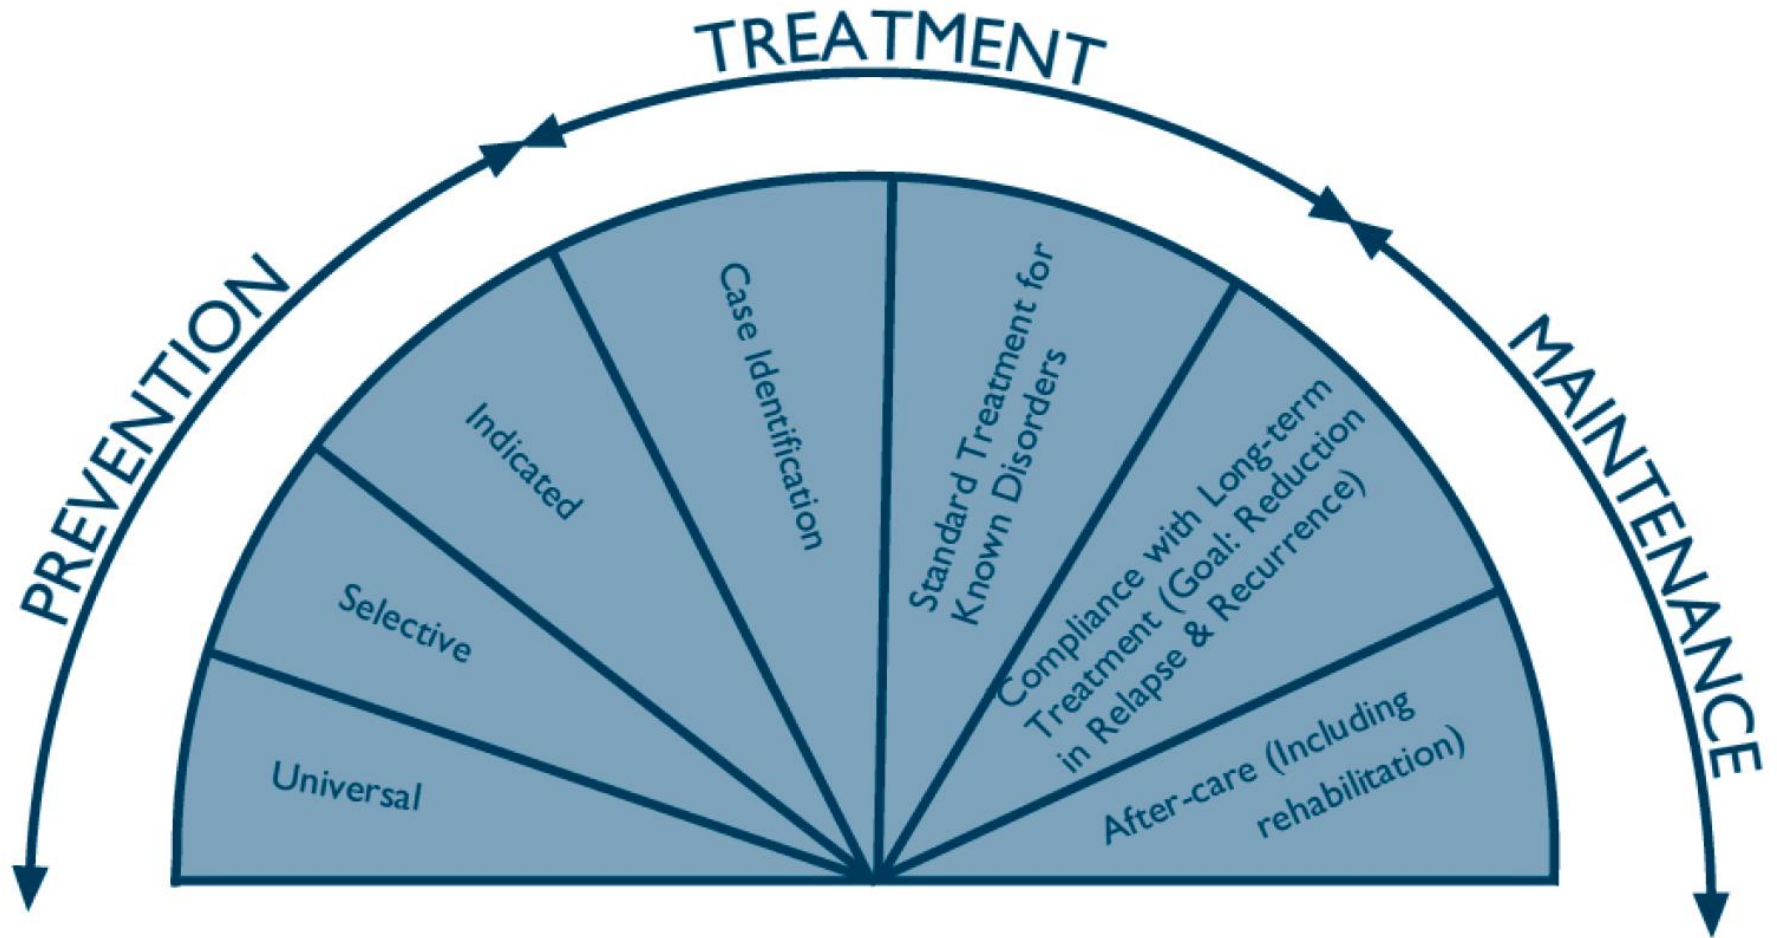 TREATMENT
PREVENTION
MAINTENANCE
Universal
Selective
Indicated
Case Identification
Standard Treatment for
Known Disorders
Compliance with Long-term
Treatment (Goal: Reduction
in Relapse & Recurrence)
After-care (Including
rehabilitation)